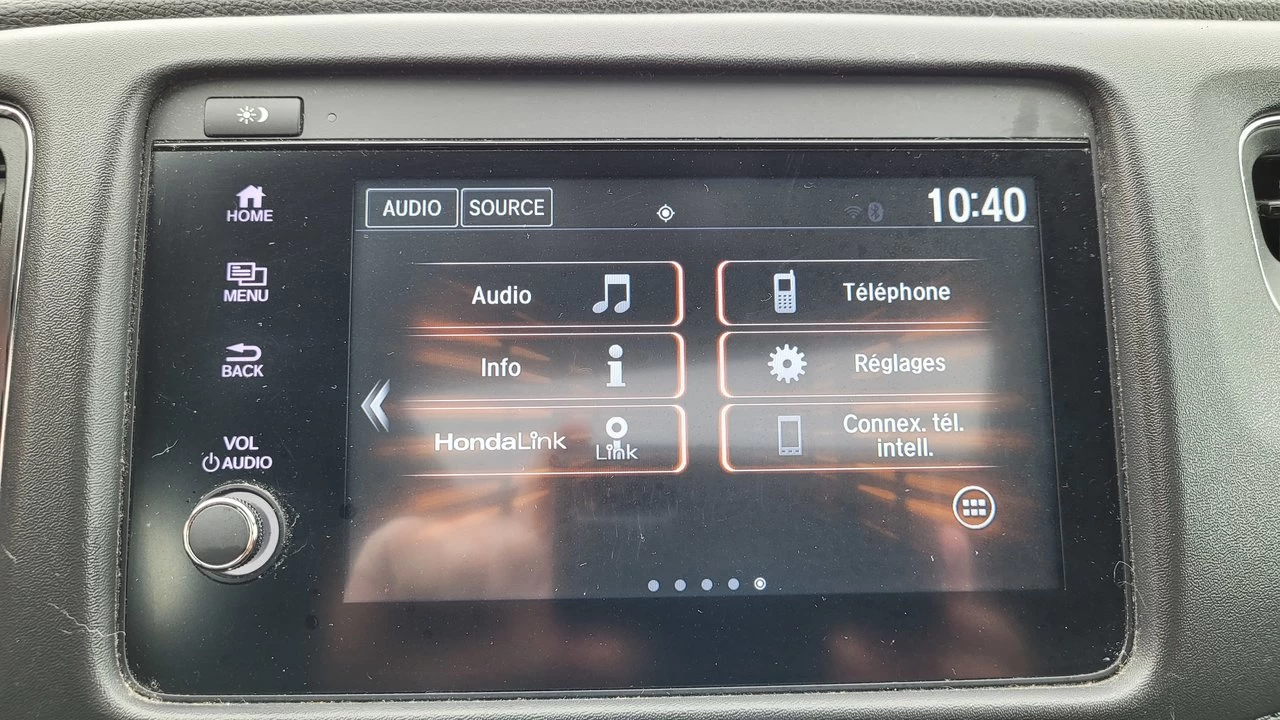 HOME
MENU
BACK
VOL
AUDIO
AUDIO SOURCE 10:40
Audio Téléphone
Info Réglages
HondaLink Link Connex. tél.
intell.